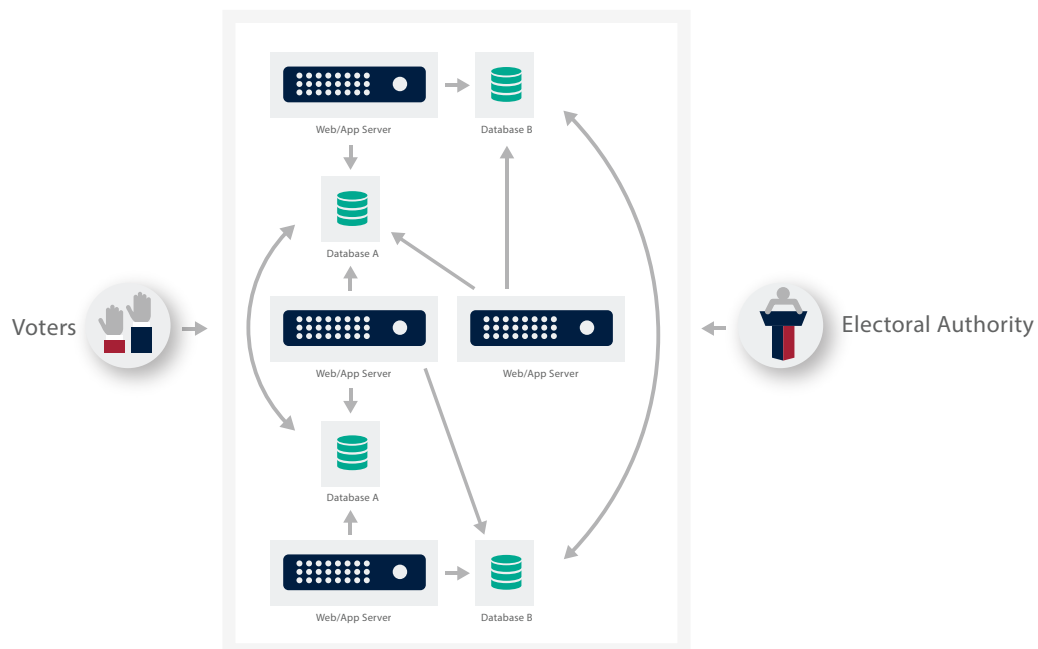 Web/App Server
Database B
Database A
Voters
Web/App Server
Web/App Server
Electoral Authority
Database A
Web/App Server
Database B